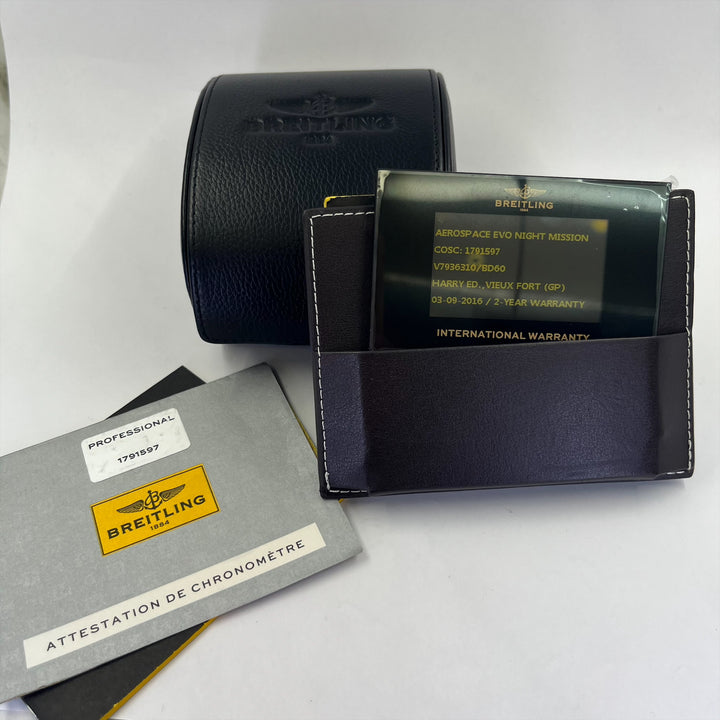 BREITLING
1884
BREITLING
1884
AEROSPACE EVO NIGHT MISSION
COSC: 1791597
V7936310/BD60
HARRY ED.,VIEUX FORT (GP)
03-09-2016 / 2-YEAR WARRANTY
INTERNATIONAL WARRANTY
PROFESSIONAL
1791597
BREITLING
1884
ATTESTATION DE CHRONOMÈTRE